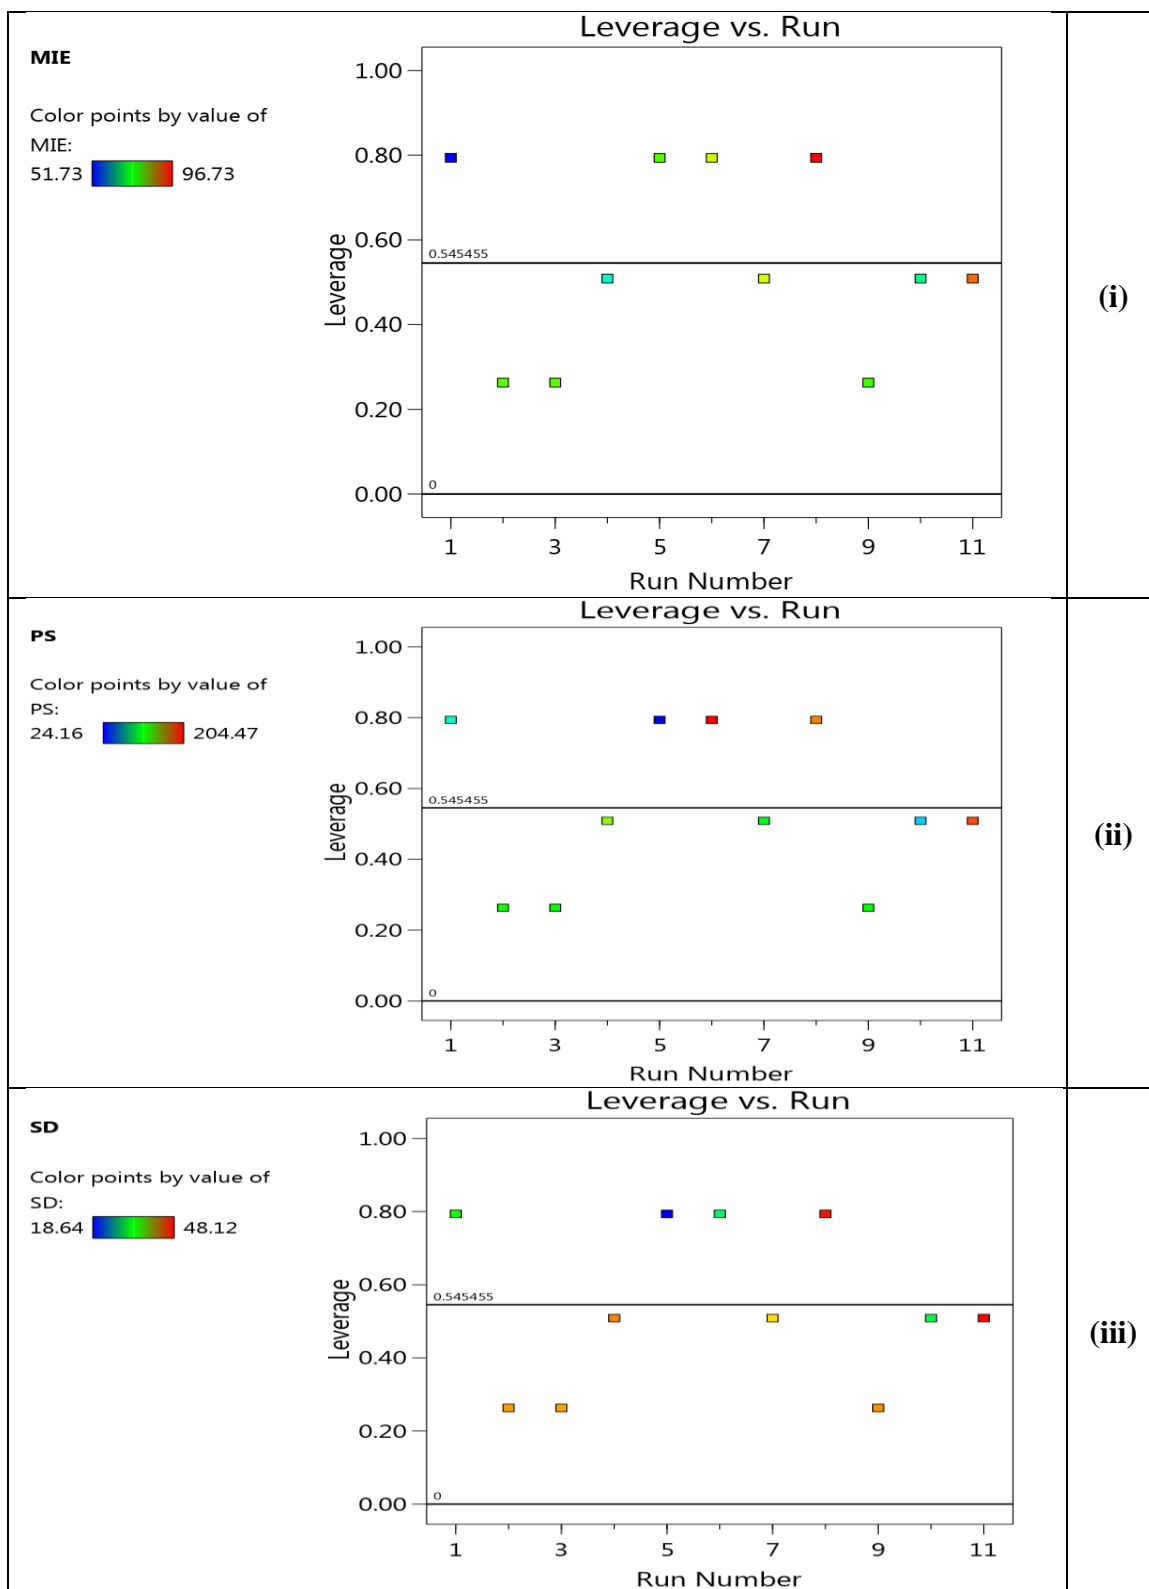 Leverage vs. Run
MIE
Color points by value of
MIE:
51.73 96.73
1.00
0.80
0.60
0.545455
0.40
0.20
0
0.00
Leverage
1 3 5 7 9 11
Run Number
(i)
Leverage vs. Run
PS
Color points by value of
PS:
24.16 204.47
1.00
0.80
0.60
0.545455
0.40
0.20
0
0.00
Leverage
1 3 5 7 9 11
Run Number
(ii)
Leverage vs. Run
SD
Color points by value of
SD:
18.64 48.12
1.00
0.80
0.60
0.545455
0.40
0.20
0
0.00
Leverage
1 3 5 7 9 11
Run Number
(iii)